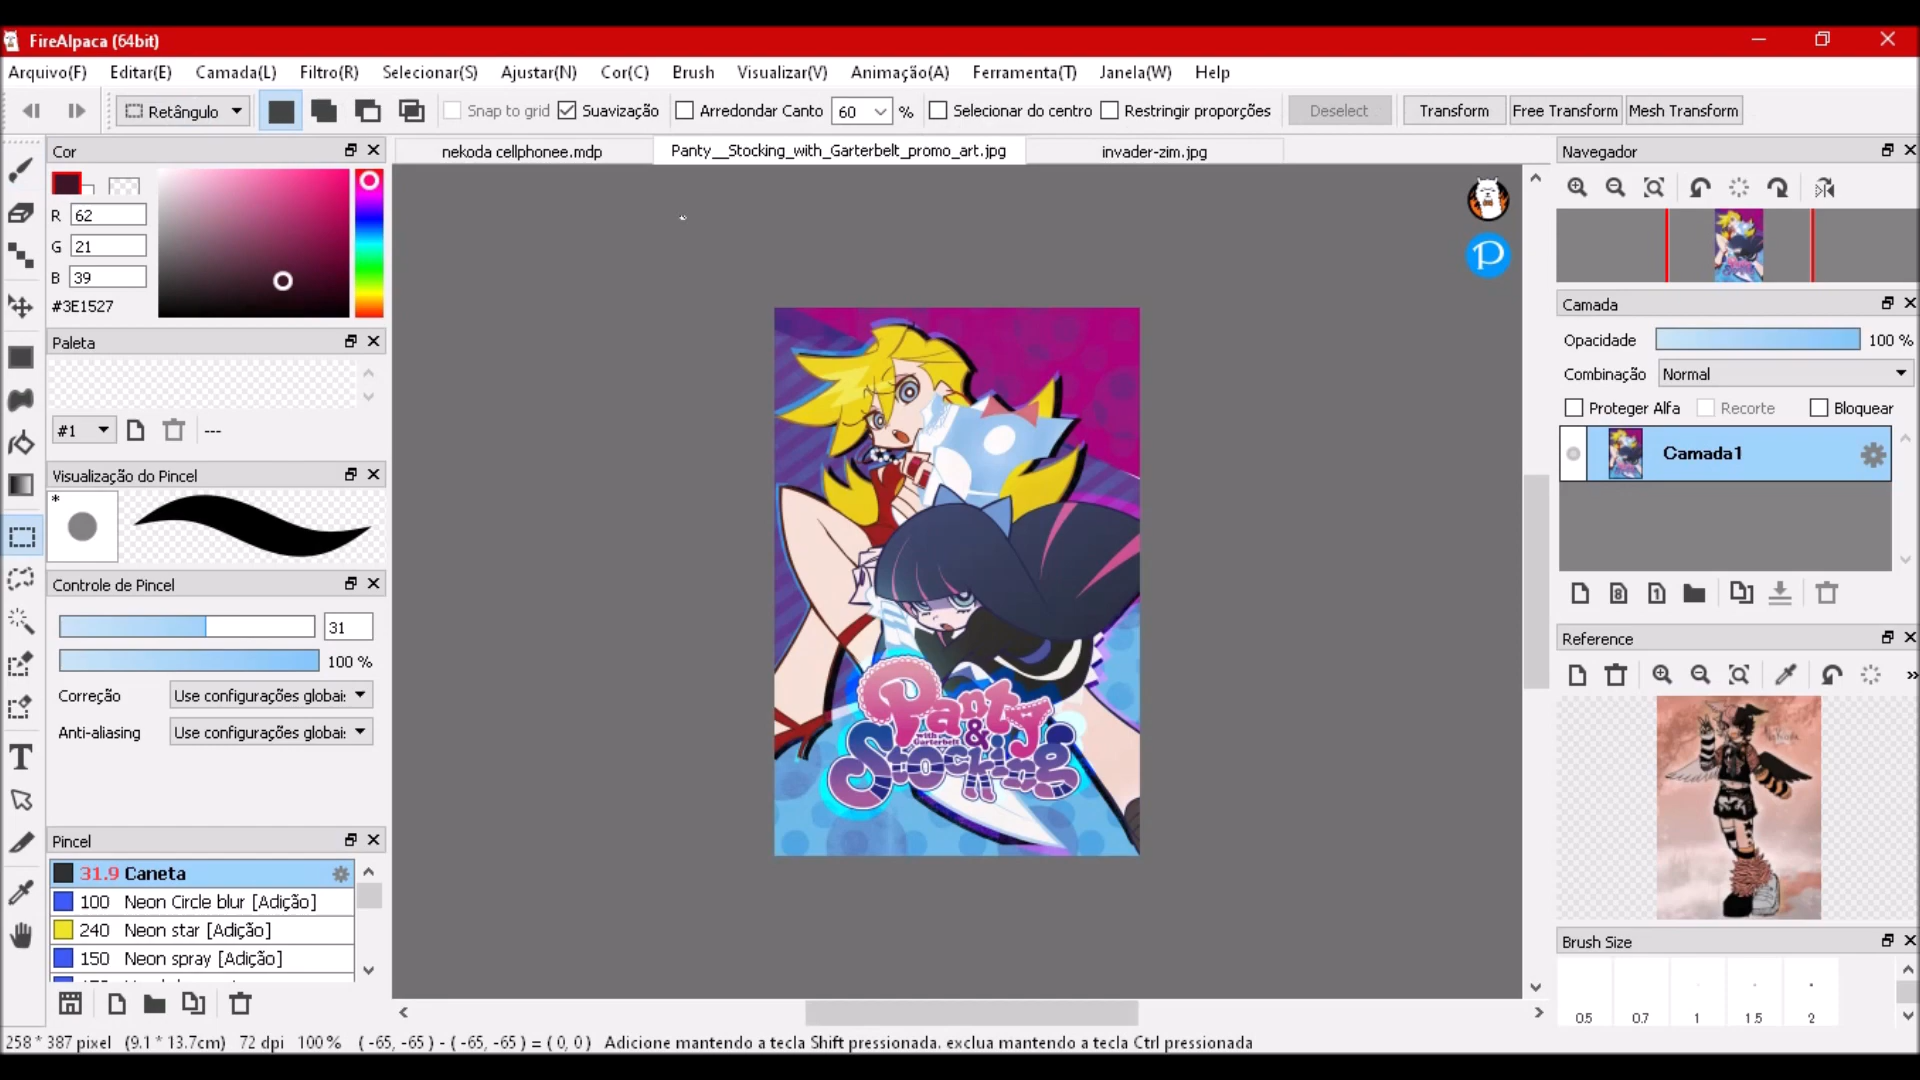 FireAlpaca (64bit)
Arquivo(F) Editar(E) Camada(L) Filtro(R) Selecionar(S) Ajustar(N) Cor(C) Brush Visualizar(V) Animação(A) Ferramenta(T) Janela(W) Help
Retângulo Snap to grid Suavização Arredondar Canto 60 % Selecionar do centro Restringir proporções Deselect Transform Free Transform Mesh Transform
nekoda cellphonee.mdp Panty__Stocking_with_Garterbelt_promo_art.jpg invader-zim.jpg
Cor
R 62
G 21
B 39
#3E1527
Paleta
#1 ---
Visualização do Pincel
*
Controle de Pincel
31
100 %
Correção Use configurações globai:
Anti-aliasing Use configurações globai:
Pincel
31.9 Caneta
100 Neon Circle blur [Adição]
240 Neon star [Adição]
150 Neon spray [Adição]
T
P
Panty
with Garterbelt
&
Stocking
Navegador
Camada
Opacidade 100 %
Combinação Normal
Proteger Alfa Recorte Bloquear
Camada1
8 1
Reference
Brush Size
0.5 0.7 1 1.5 2
258 * 387 pixel (9.1 * 13.7cm) 72 dpi 100 % ( -65, -65 ) - ( -65, -65 ) = ( 0, 0 ) Adicione mantendo a tecla Shift pressionada. exclua mantendo a tecla Ctrl pressionada